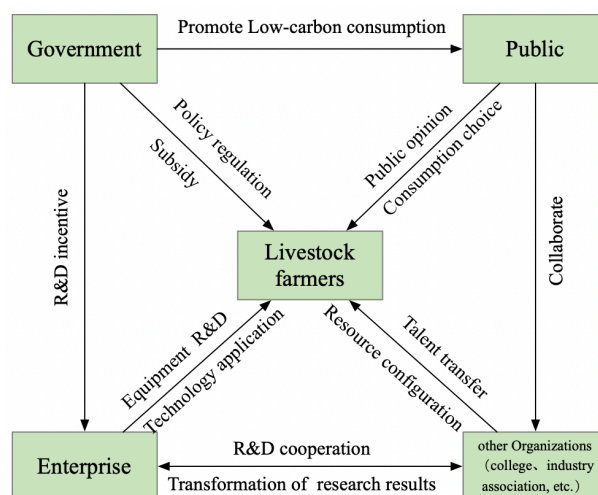 Promote Low-carbon consumption
Government
Public
Policy regulation
Subsidy
Public opinion
Consumption choice
R&D incentive
Collaborate
Livestock
farmers
Equipment R&D
Technology application
Talent transfer
Resource configuration
Enterprise
R&D cooperation
Transformation of research results
other Organizations
（college、industry
association, etc.）